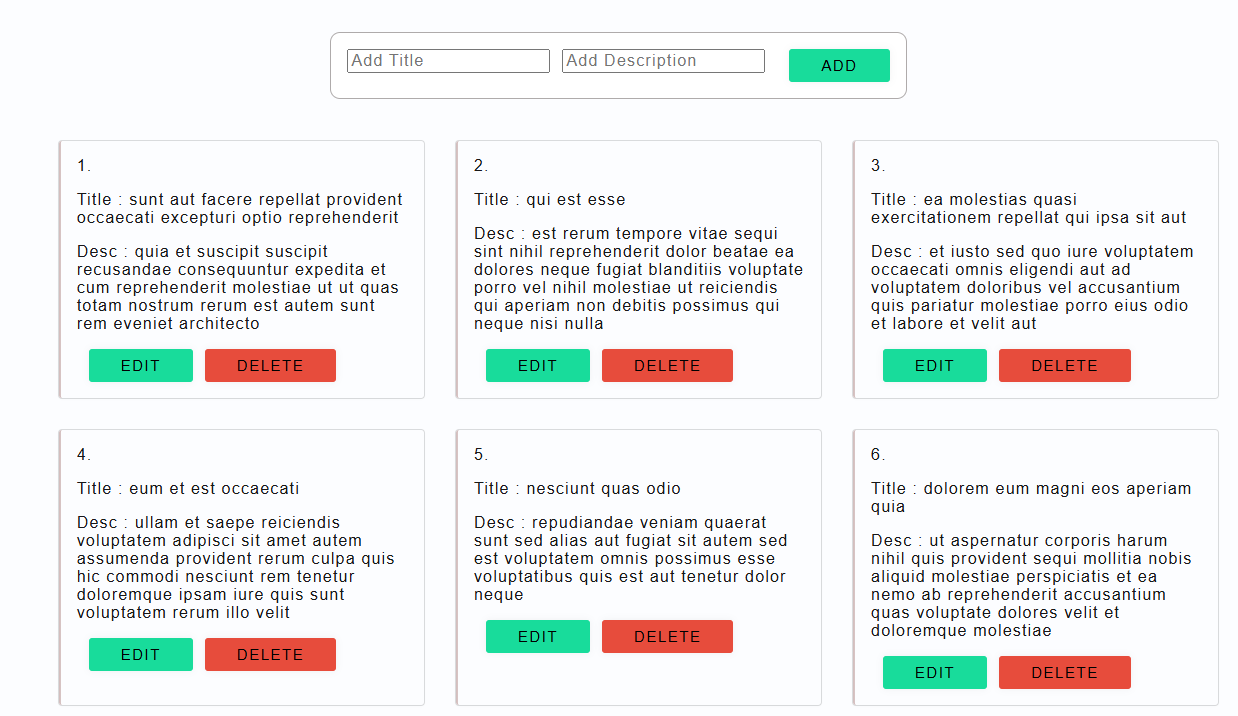 Add Title
Add Description
ADD
1.
Title : sunt aut facere repellat provident
occaecati excepturi optio reprehenderit
Desc : quia et suscipit suscipit
recusandae consequuntur expedita et
cum reprehenderit molestiae ut ut quas
totam nostrum rerum est autem sunt
rem eveniet architecto
EDIT
DELETE
2.
Title : qui est esse
Desc : est rerum tempore vitae sequi
sint nihil reprehenderit dolor beatae ea
dolores neque fugiat blanditiis voluptate
porro vel nihil molestiae ut reiciendis
qui aperiam non debitis possimus qui
neque nisi nulla
EDIT
DELETE
3.
Title : ea molestias quasi
exercitationem repellat qui ipsa sit aut
Desc : et iusto sed quo iure voluptatem
occaecati omnis eligendi aut ad
voluptatem doloribus vel accusantium
quis pariatur molestiae porro eius odio
et labore et velit aut
EDIT
DELETE
4.
Title : eum et est occaecati
Desc : ullam et saepe reiciendis
voluptatem adipisci sit amet autem
assumenda provident rerum culpa quis
hic commodi nesciunt rem tenetur
doloremque ipsam iure quis sunt
voluptatem rerum illo velit
EDIT
DELETE
5.
Title : nesciunt quas odio
Desc : repudiandae veniam quaerat
sunt sed alias aut fugiat sit autem sed
est voluptatem omnis possimus esse
voluptatibus quis est aut tenetur dolor
neque
EDIT
DELETE
6.
Title : dolorem eum magni eos aperiam
quia
Desc : ut aspernatur corporis harum
nihil quis provident sequi mollitia nobis
aliquid molestiae perspiciatis et ea
nemo ab reprehenderit accusantium
quas voluptate dolores velit et
doloremque molestiae
EDIT
DELETE